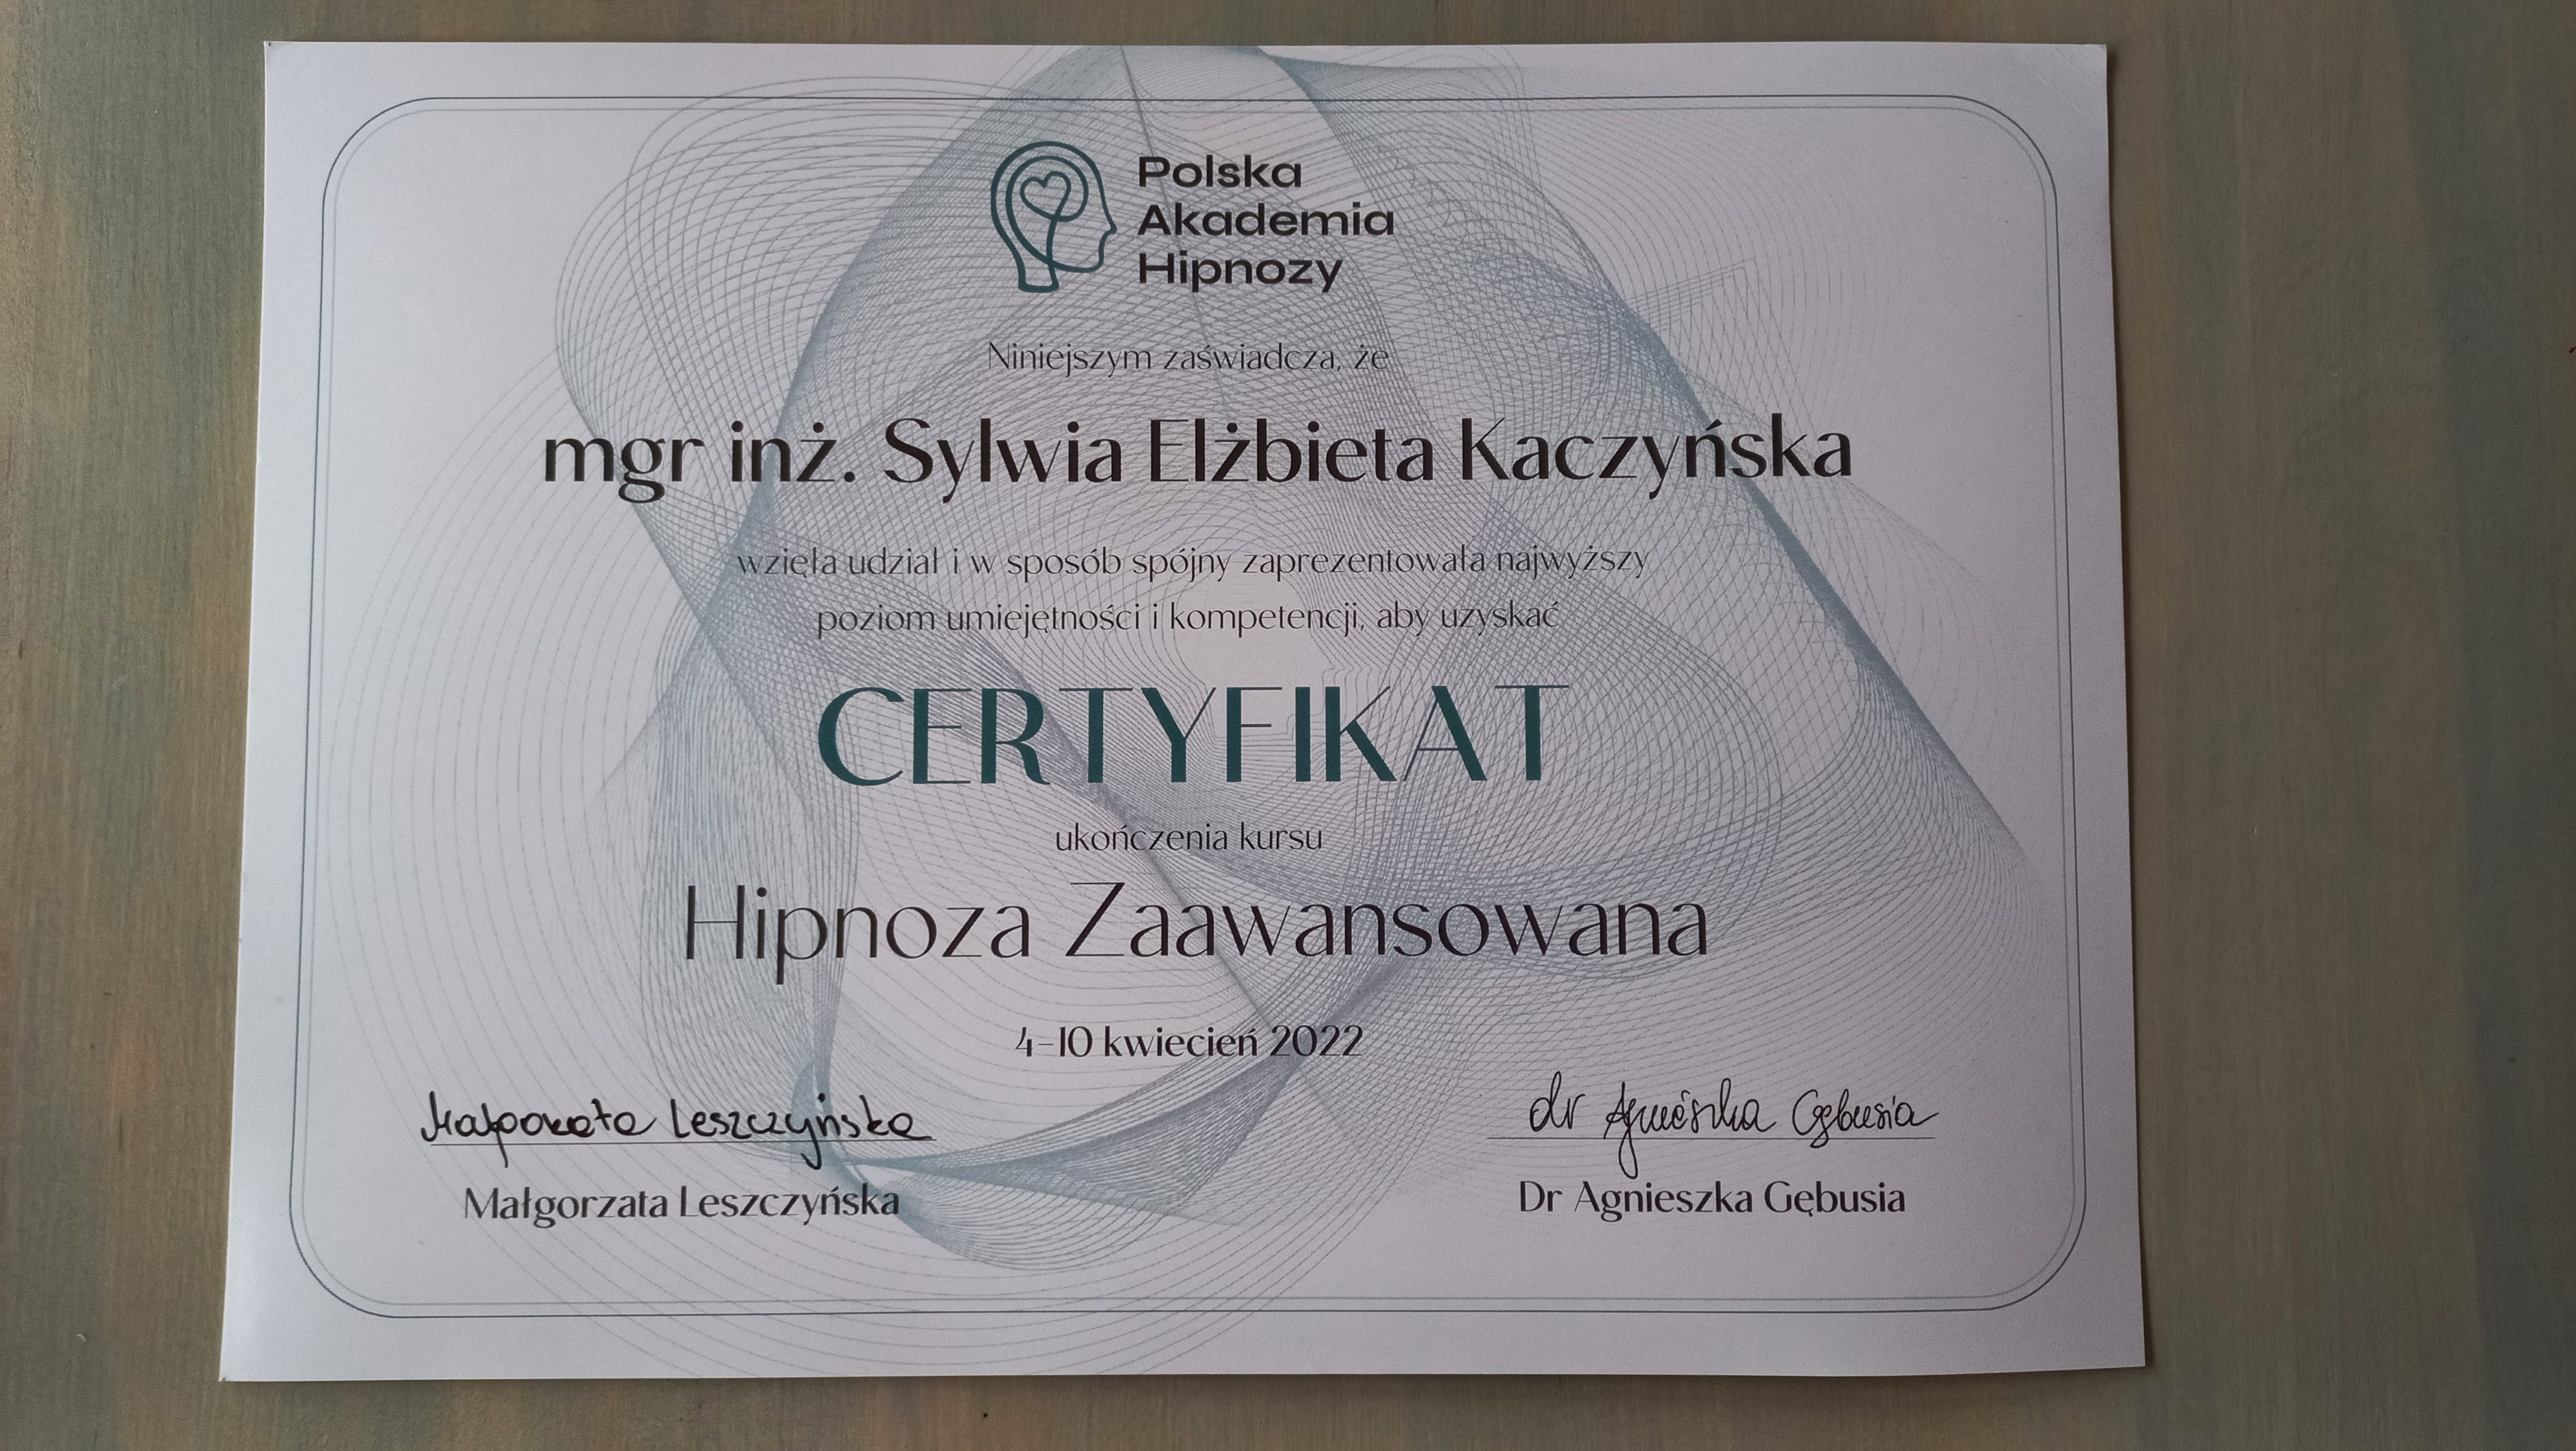 Polska
Akademia
Hipnozy
Niniejszym zaświadcza, że
mgr inż. Sylwia Elżbieta Kaczyńska
wzięła udział i w sposób spójny zaprezentowała najwyższy
poziom umiejętności i kompetencji, aby uzyskać
CERTYFIKAT
ukończenia kursu
Hipnoza Zaawansowana
4-10 kwiecień 2022
Małgorzata Leszczyńska
dr Agnieszka Gębusia
Małgorzata Leszczyńska
Dr Agnieszka Gębusia